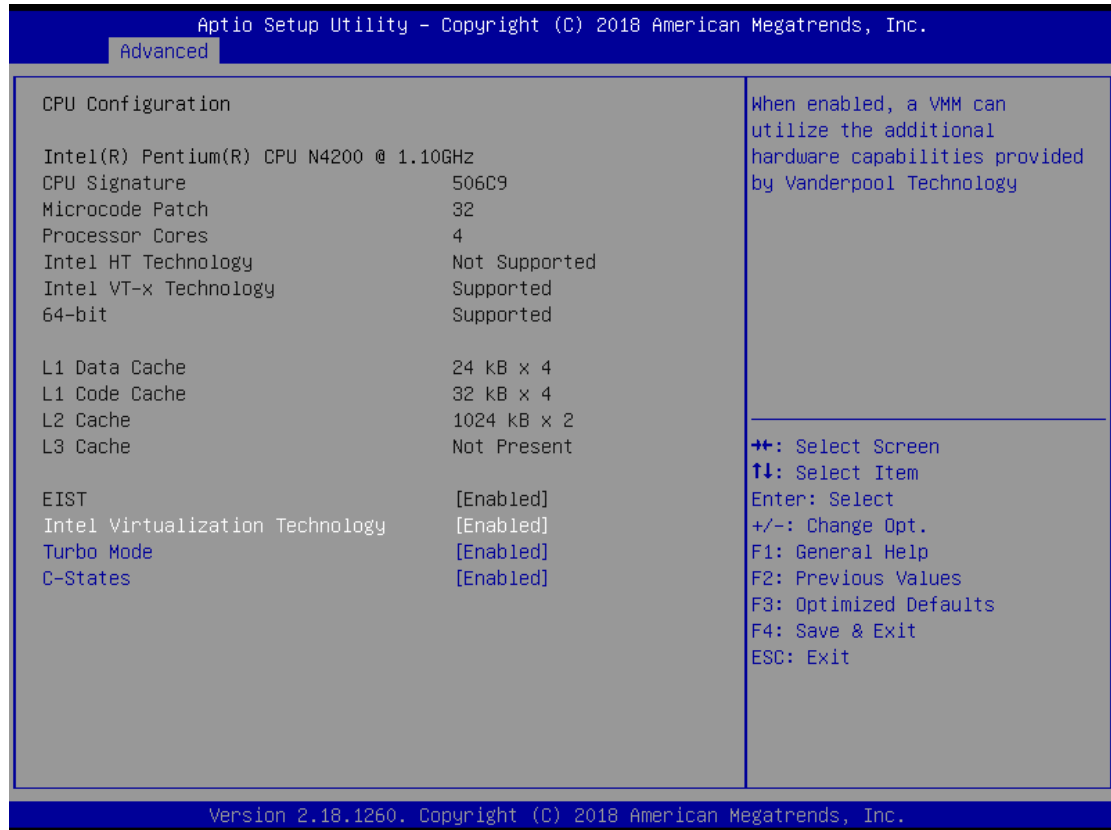 Aptio Setup Utility – Copyright (C) 2018 American Megatrends, Inc.
Advanced
CPU Configuration
Intel(R) Pentium(R) CPU N4200 @ 1.10GHz
CPU Signature 506C9
Microcode Patch 32
Processor Cores 4
Intel HT Technology Not Supported
Intel VT-x Technology Supported
64-bit Supported
L1 Data Cache 24 kB x 4
L1 Code Cache 32 kB x 4
L2 Cache 1024 kB x 2
L3 Cache Not Present
EIST [Enabled]
Intel Virtualization Technology [Enabled]
Turbo Mode [Enabled]
C-States [Enabled]
When enabled, a VMM can
utilize the additional
hardware capabilities provided
by Vanderpool Technology
→←: Select Screen
↑↓: Select Item
Enter: Select
+/-: Change Opt.
F1: General Help
F2: Previous Values
F3: Optimized Defaults
F4: Save & Exit
ESC: Exit
Version 2.18.1260. Copyright (C) 2018 American Megatrends, Inc.